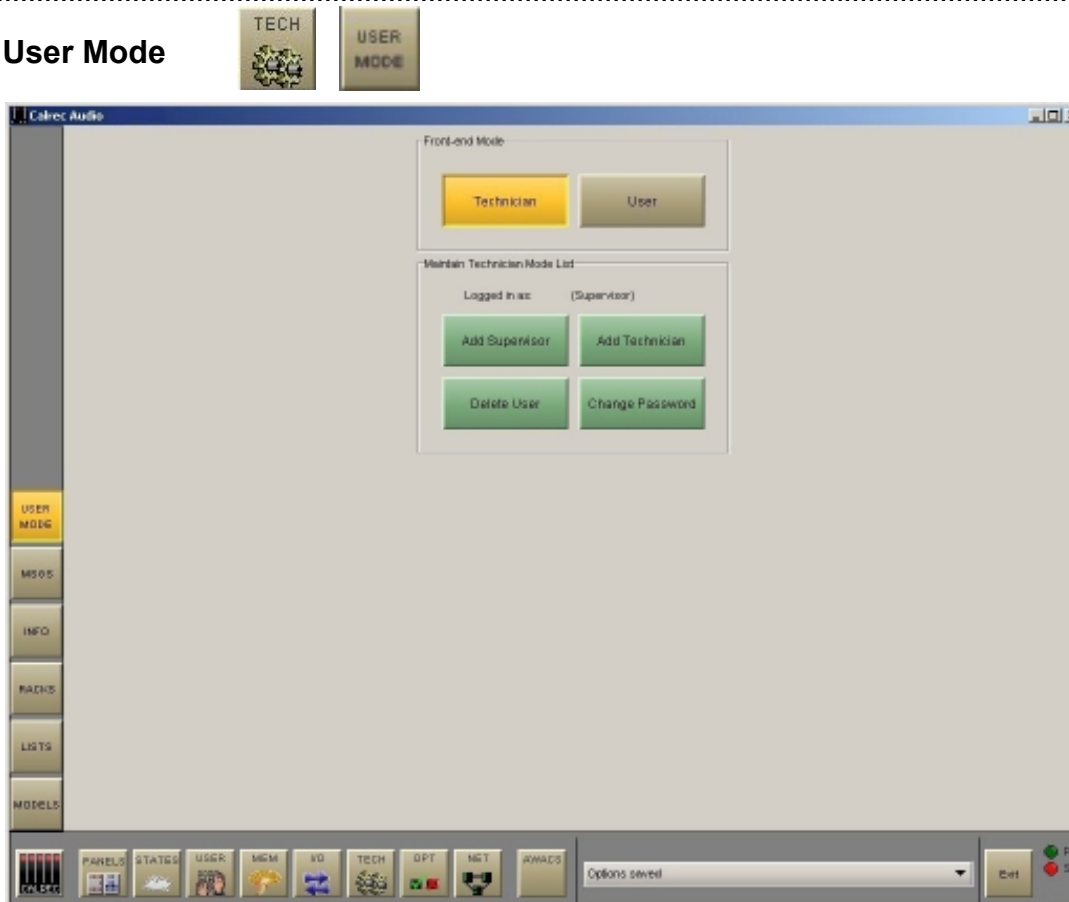 User Mode
TECH
USER
MODE
Calrec Audio
Front-end Mode
Technician
User
Maintain Technician Mode List
Logged in as:
(Supervisor)
Add Supervisor
Add Technician
Delete User
Change Password
USER
MODE
MSGS
INFO
RACKS
LISTS
MODELS
CALREC
PANELS
STATES
USER
MEM
I/O
TECH
OPT
NET
AWACS
Options saved
Exit
P
S